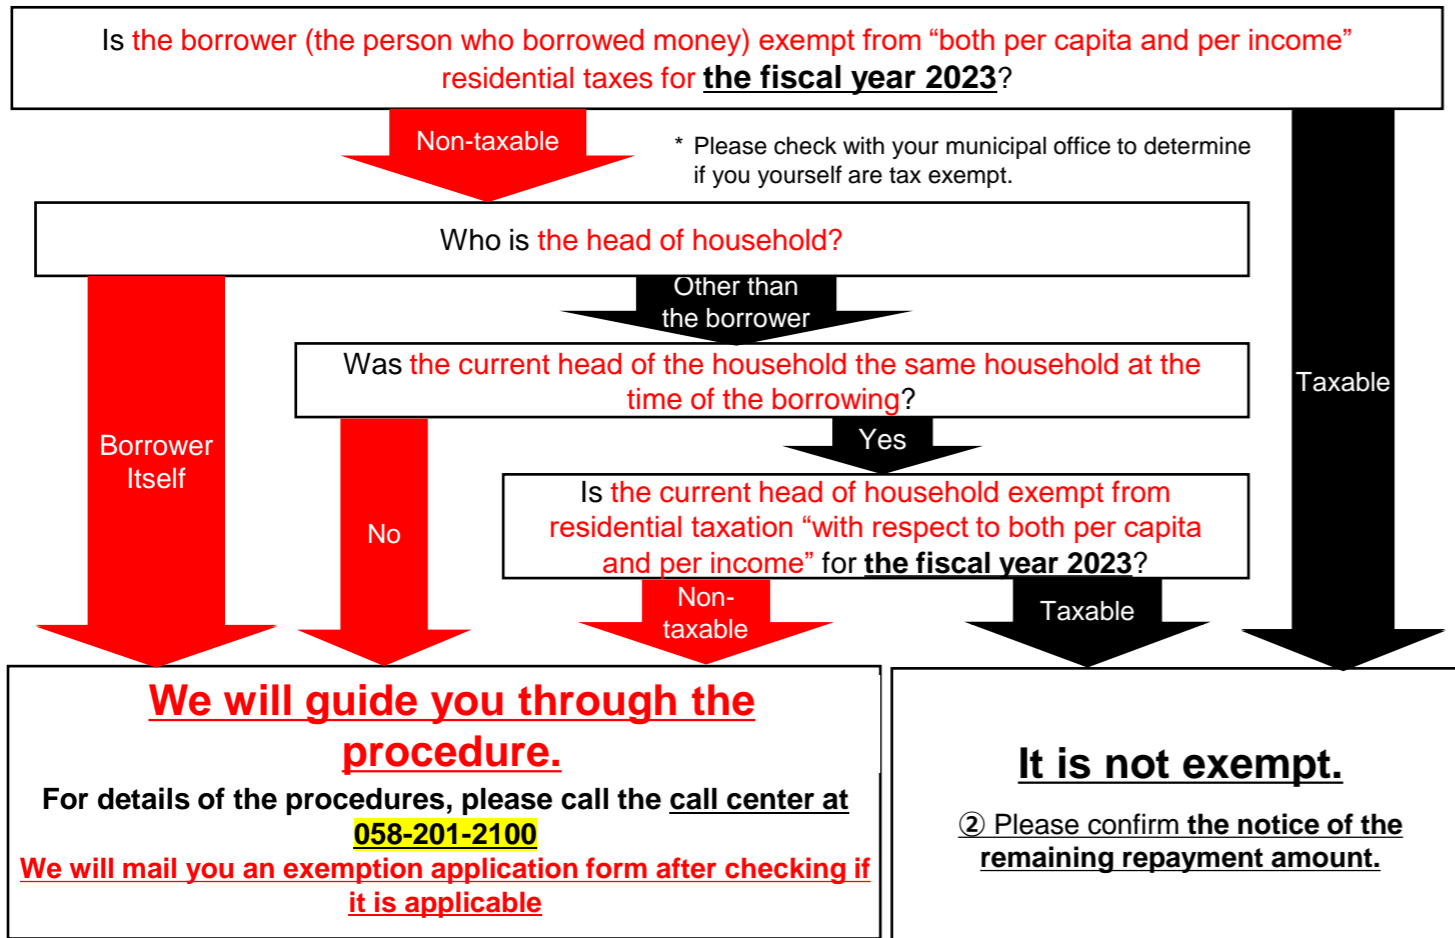 Is the borrower (the person who borrowed money) exempt from “both per capita and per income”
residential taxes for the fiscal year 2023?
Non-taxable
* Please check with your municipal office to determine
if you yourself are tax exempt.
Who is the head of household?
Other than
the borrower
Was the current head of the household the same household at the
time of the borrowing?
Taxable
Borrower
Itself
Yes
Is the current head of household exempt from
residential taxation “with respect to both per capita
and per income” for the fiscal year 2023?
No
Non-
taxable
Taxable
We will guide you through the
procedure.
For details of the procedures, please call the call center at
058-201-2100
We will mail you an exemption application form after checking if
it is applicable
It is not exempt.
② Please confirm the notice of the
remaining repayment amount.